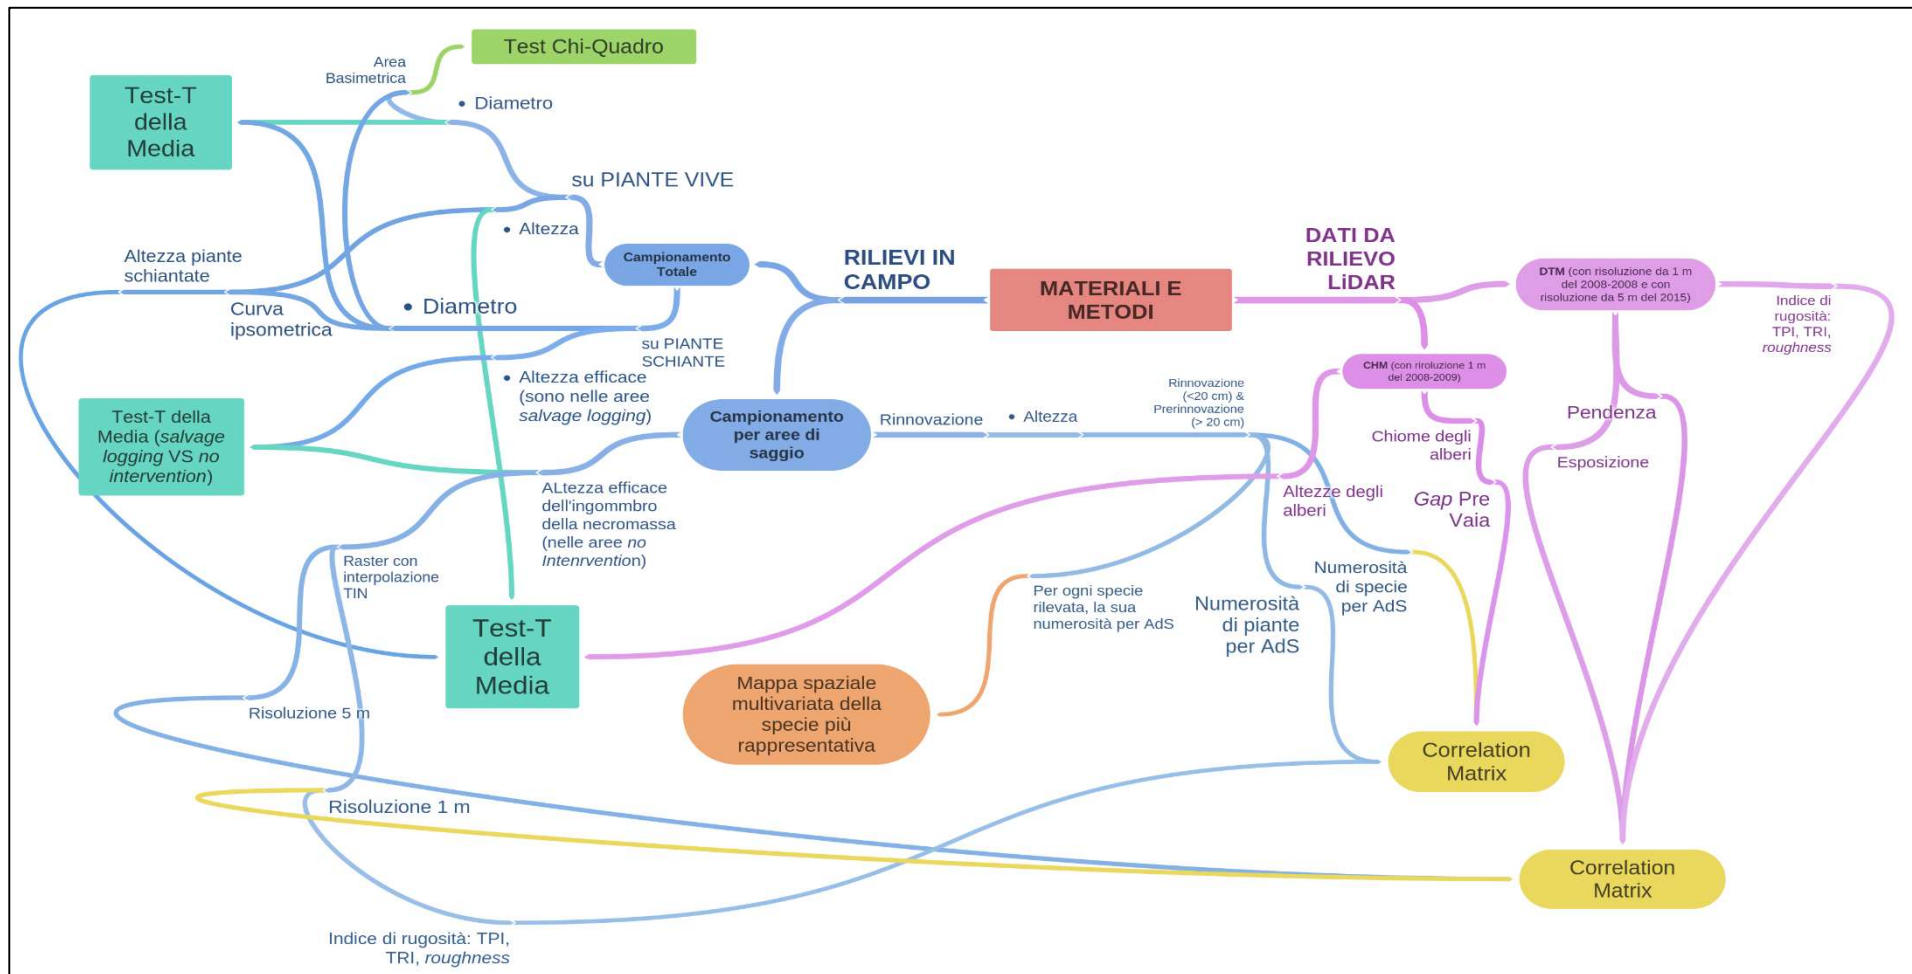 Test Chi-Quadro
Area
Basimetrica
Test-T
della
Media
• Diametro
su PIANTE VIVE
• Altezza
Altezza piante
schiantate
Curva
ipsometrica
• Diametro
Campionamento
Totale
su PIANTE
SCHIANTE
• Altezza efficace
(sono nelle aree
salvage logging)
Test-T della
Media (salvage
logging VS no
intervention)
RILIEVI IN
CAMPO
MATERIALI E
METODI
DATI DA
RILIEVO
LiDAR
DTM (con risoluzione da 1 m
del 2008-2008 e con
risoluzione da 5 m del 2015)
Indice di
rugosità:
TPI, TRI,
roughness
CHM (con riroluzione 1 m
del 2008-2009)
Campionamento
per aree di
saggio
Rinnovazione
• Altezza
Rinnovazione
(<20 cm) &
Prerinnovazione
(> 20 cm)
Pendenza
Chiome degli
alberi
Esposizione
Altezze degli
alberi
Gap Pre
Vaia
ALtezza efficace
dell'ingommbro
della necromassa
(nelle aree no
Intenrvention)
Raster con
interpolazione
TIN
Per ogni specie
rilevata, la sua
numerosità per AdS
Numerosità
di piante
per AdS
Numerosità
di specie
per AdS
Test-T
della
Media
Mappa spaziale
multivariata della
specie più
rappresentativa
Risoluzione 5 m
Risoluzione 1 m
Correlation
Matrix
Correlation
Matrix
Indice di rugosità: TPI,
TRI, roughness